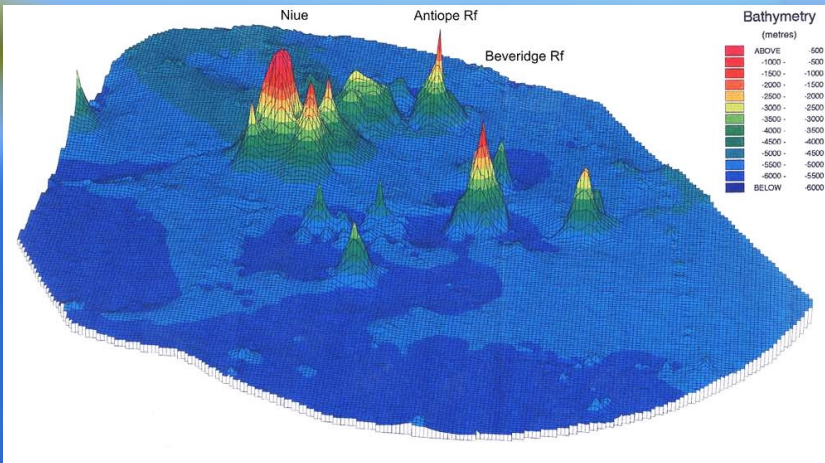 Niue
Antiope Rf
Beveridge Rf
Bathymetry
(metres)
ABOVE -500
-1000 - -500
-1500 - -1000
-2000 - -1500
-2500 - -2000
-3000 - -2500
-3500 - -3000
-4000 - -3500
-4500 - -4000
-5000 - -4500
-5500 - -5000
-6000 - -5500
BELOW -6000